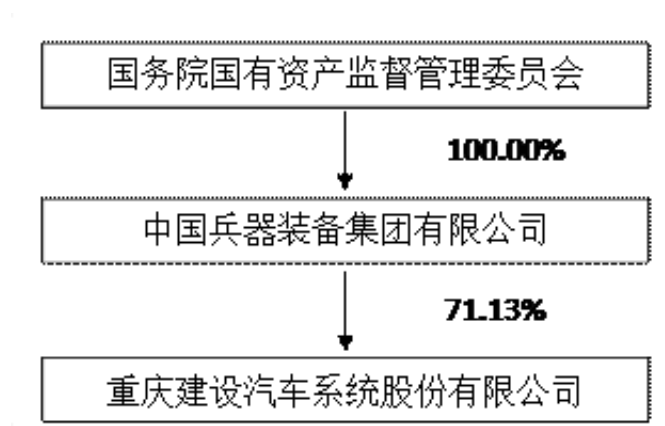 国务院国有资产监督管理委员会
100.00%
中国兵器装备集团有限公司
71.13%
重庆建设汽车系统股份有限公司